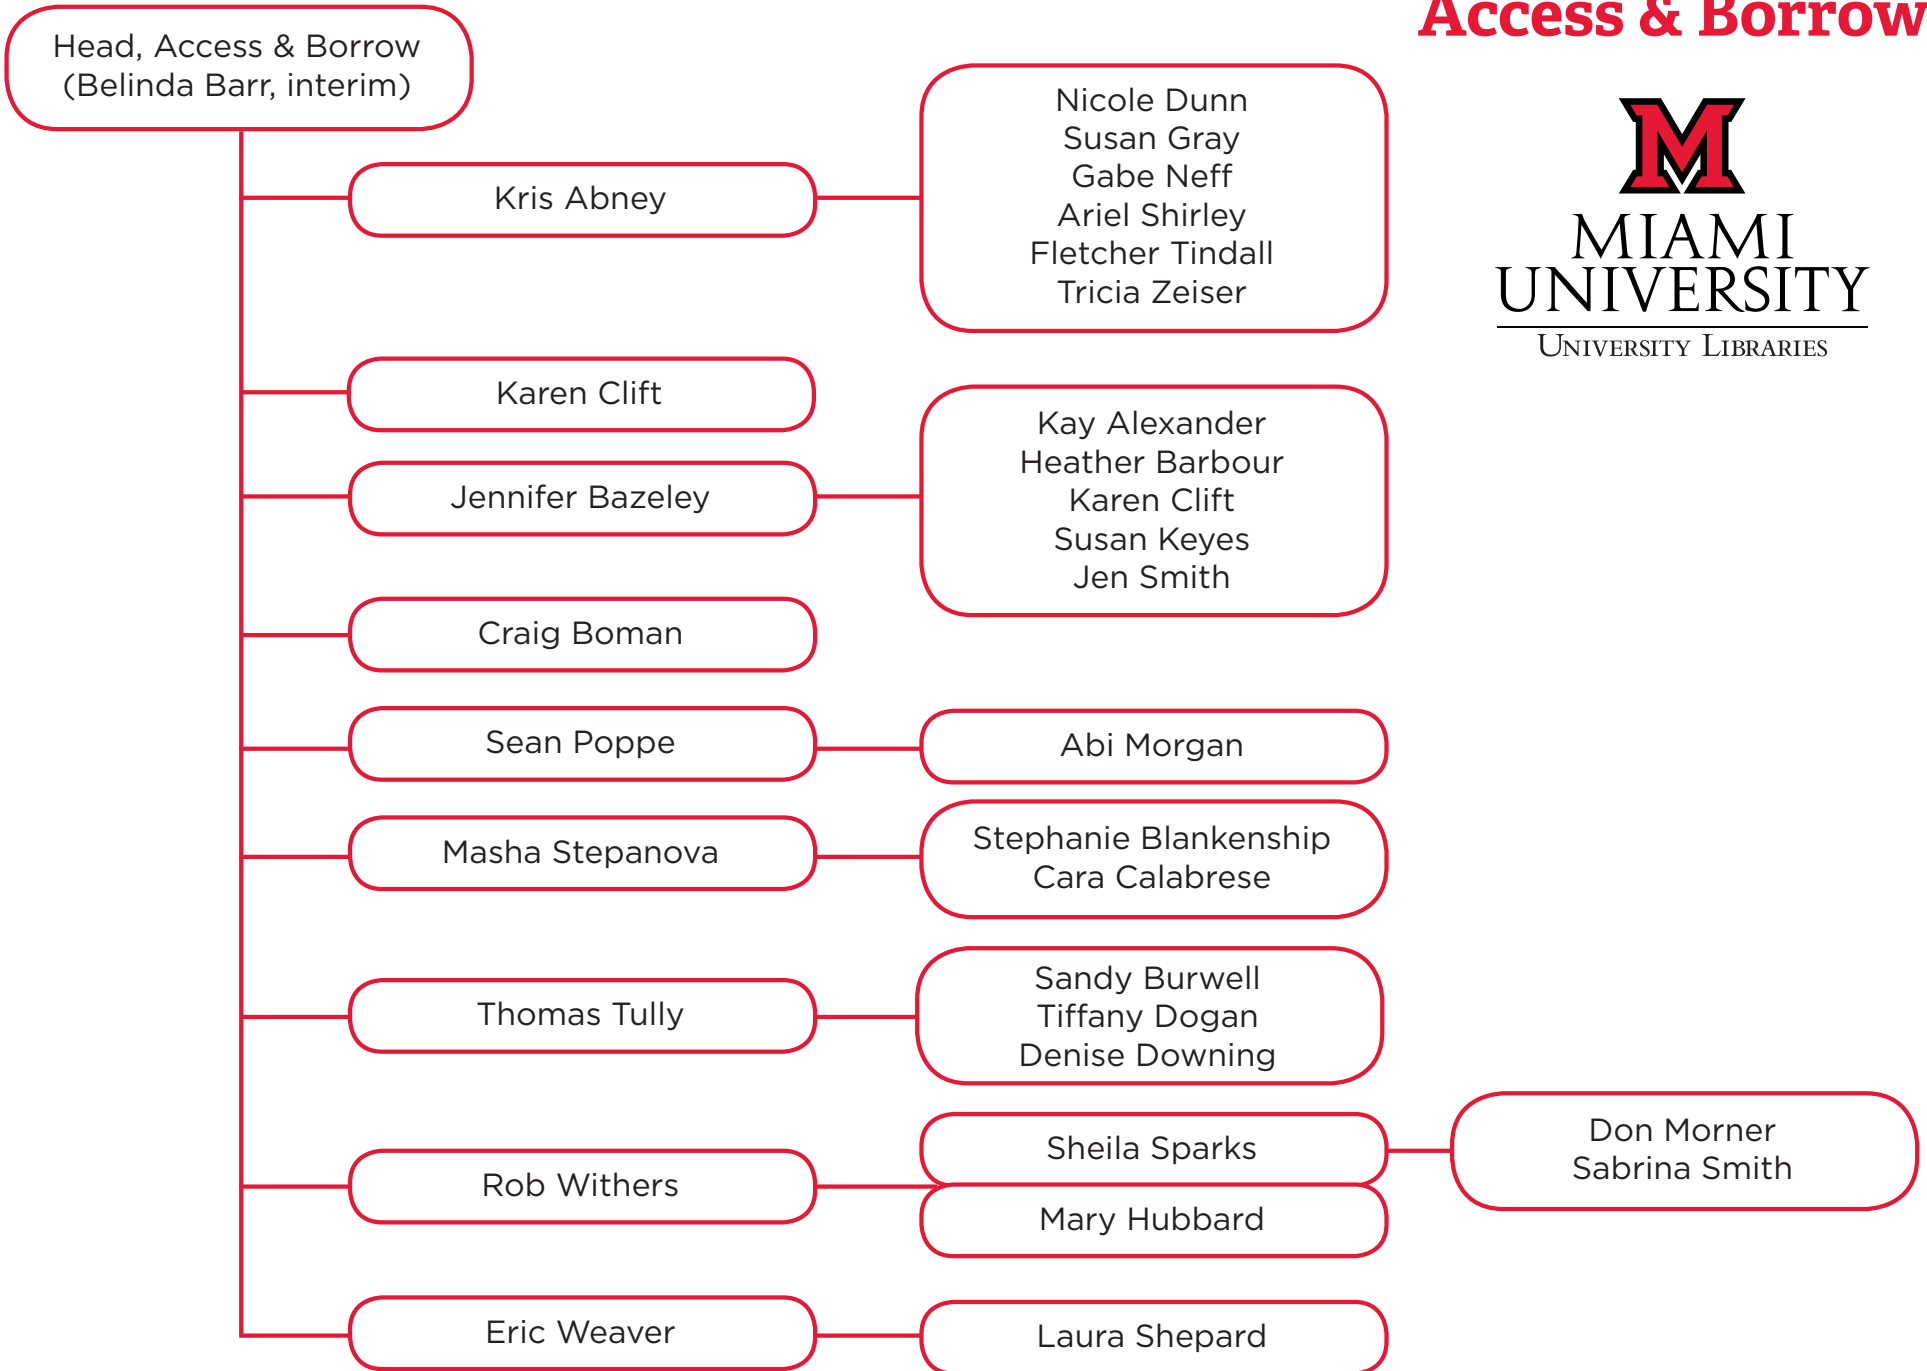 Access & Borrow
Head, Access & Borrow
(Belinda Barr, interim)
M
MIAMI
UNIVERSITY
UNIVERSITY LIBRARIES
Kris Abney
Nicole Dunn
Susan Gray
Gabe Neff
Ariel Shirley
Fletcher Tindall
Tricia Zeiser
Karen Clift
Jennifer Bazeley
Kay Alexander
Heather Barbour
Karen Clift
Susan Keyes
Jen Smith
Craig Boman
Sean Poppe
Abi Morgan
Masha Stepanova
Stephanie Blankenship
Cara Calabrese
Thomas Tully
Sandy Burwell
Tiffany Dogan
Denise Downing
Rob Withers
Sheila Sparks
Don Morner
Sabrina Smith
Mary Hubbard
Eric Weaver
Laura Shepard